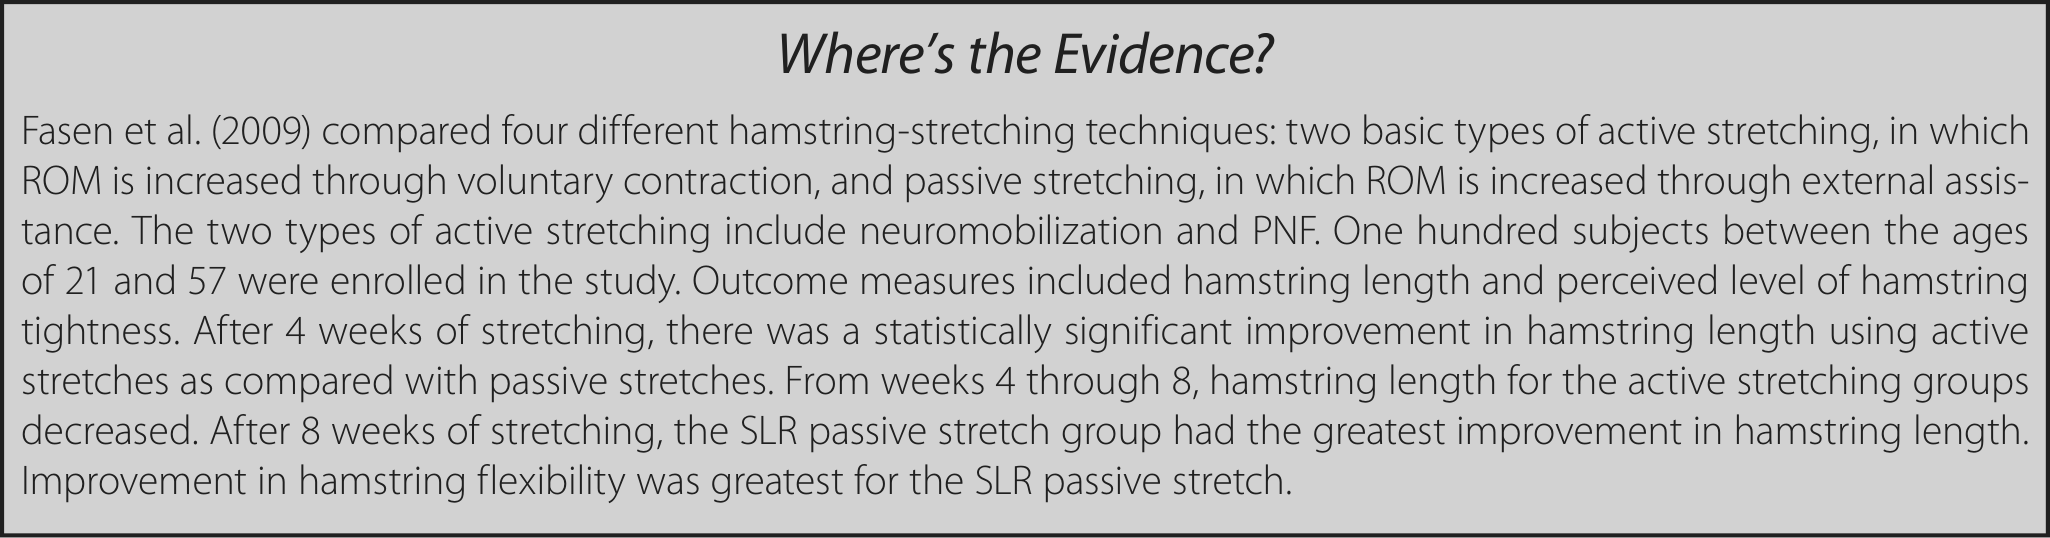 Where’s the Evidence?
Fasen et al. (2009) compared four different hamstring-stretching techniques: two basic types of active stretching, in which
ROM is increased through voluntary contraction, and passive stretching, in which ROM is increased through external assis-
tance. The two types of active stretching include neuromobilization and PNF. One hundred subjects between the ages
of 21 and 57 were enrolled in the study. Outcome measures included hamstring length and perceived level of hamstring
tightness. After 4 weeks of stretching, there was a statistically significant improvement in hamstring length using active
stretches as compared with passive stretches. From weeks 4 through 8, hamstring length for the active stretching groups
decreased. After 8 weeks of stretching, the SLR passive stretch group had the greatest improvement in hamstring length.
Improvement in hamstring flexibility was greatest for the SLR passive stretch.